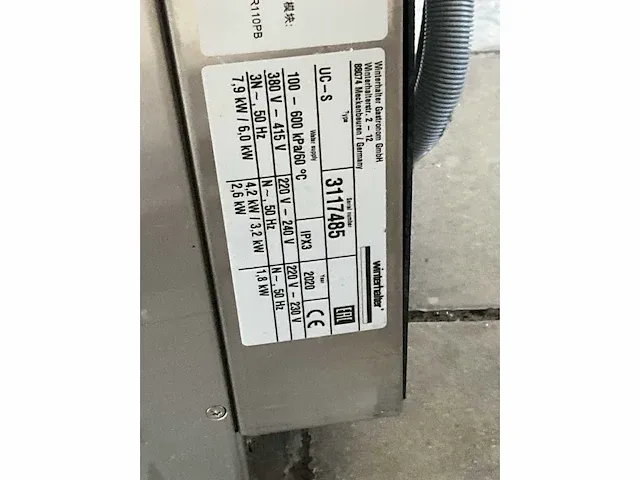 模块:
R110PB
Winterhalter Gastronom GmbH
Winterhalterstr. 2 – 12
88074 Meckenbeuren / Germany
winterhalter®
Type
UC-S
Serial number
3117485
EAC
Water supply
100 – 600 kPa/60 °C
IPX3
Year
2020
CE
380 V – 415 V
3N~, 50 Hz
7,9 kW / 6,0 kW
220 V – 240 V
N~, 50 Hz
4,2 kW / 3,2 kW
2,6 kW
220 V – 230 V
N~, 50 Hz
1,8 kW